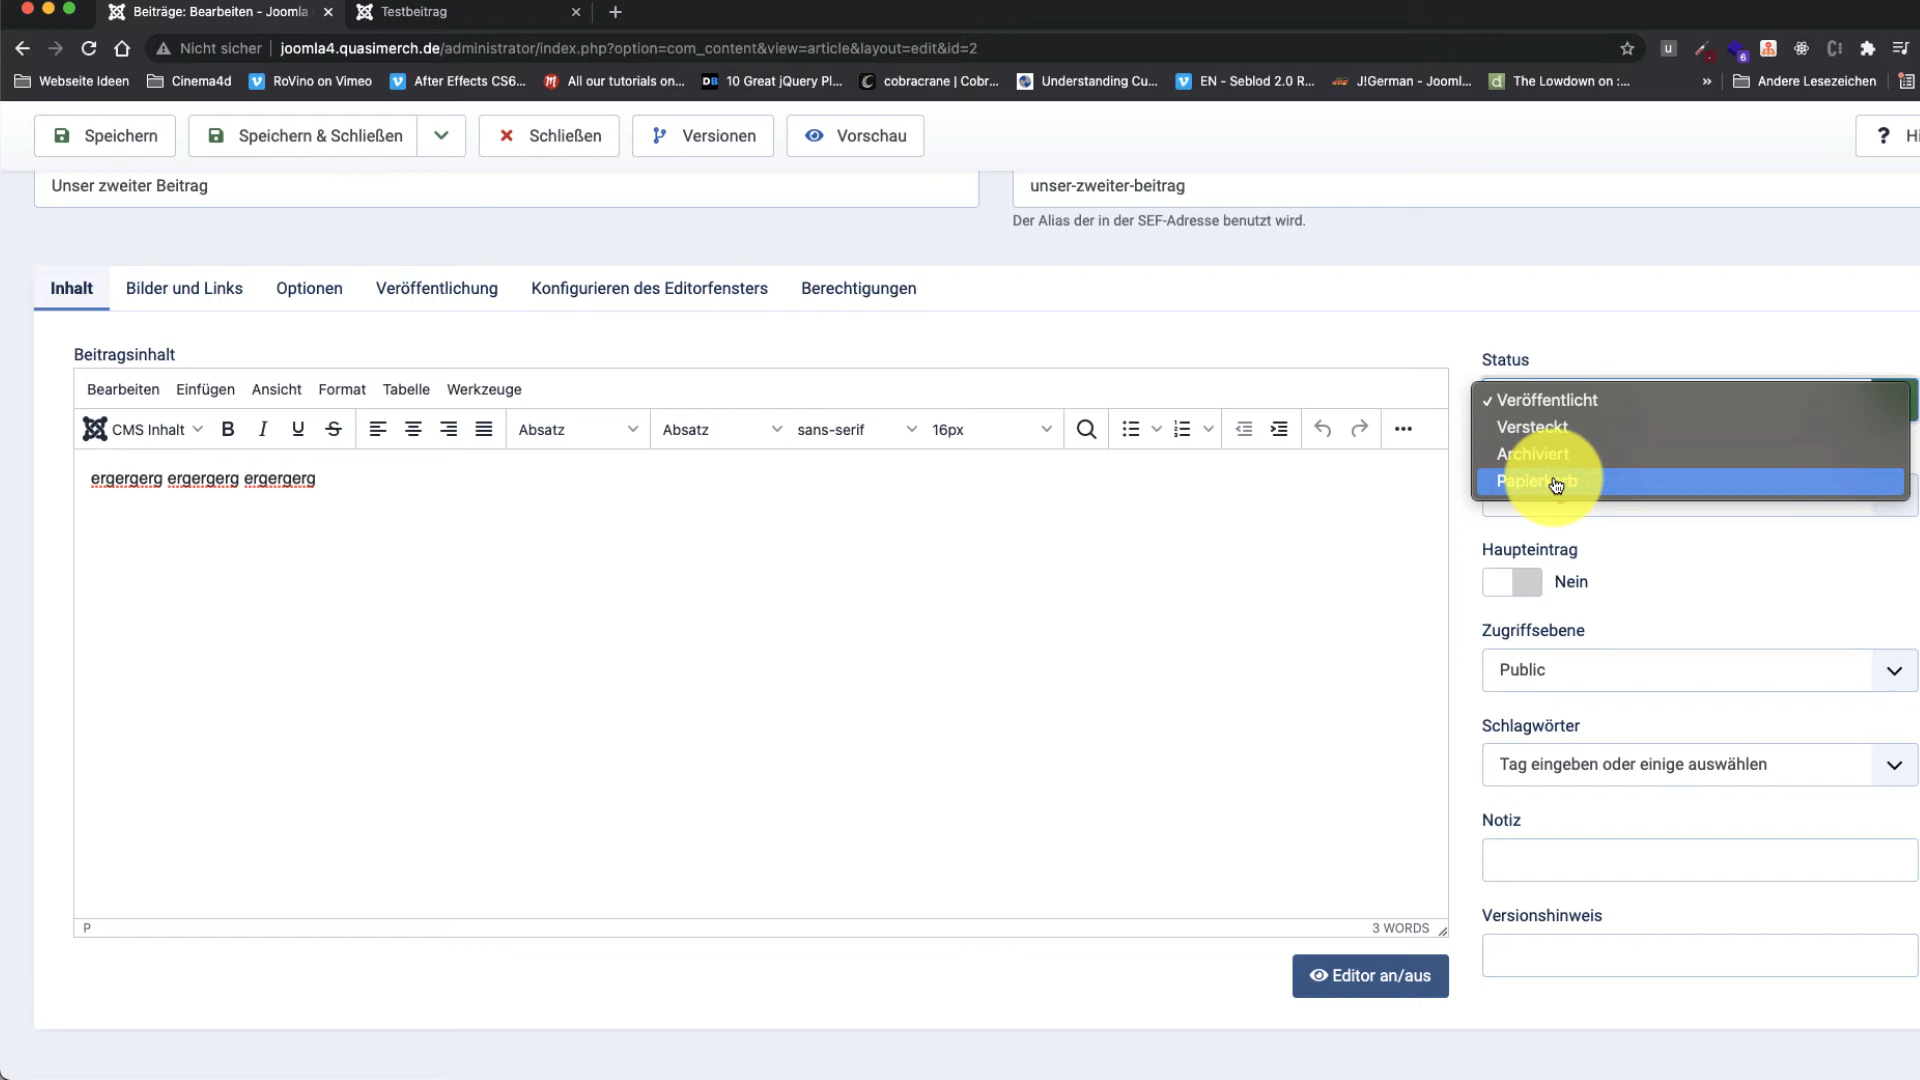 Beiträge: Bearbeiten - Joomla
Testbeitrag
Nicht sicher
joomla4.quasimerch.de/administrator/index.php?option=com_content&view=article&layout=edit&id=2
u
6
Webseite Ideen
Cinema4d
RoVino on Vimeo
After Effects CS6...
All our tutorials on...
10 Great jQuery Pl...
cobracrane | Cobr...
Understanding Cu...
EN - Seblod 2.0 R...
J!German - Jooml...
The Lowdown on :...
»
Andere Lesezeichen
Speichern
Speichern & Schließen
Schließen
Versionen
Vorschau
? Hi
Unser zweiter Beitrag
unser-zweiter-beitrag
Der Alias der in der SEF-Adresse benutzt wird.
Inhalt
Bilder und Links
Optionen
Veröffentlichung
Konfigurieren des Editorfensters
Berechtigungen
Beitragsinhalt
Bearbeiten
Einfügen
Ansicht
Format
Tabelle
Werkzeuge
CMS Inhalt
B
I
U
S
Absatz
Absatz
sans-serif
16px
ergergerg ergergerg ergergerg
P
3 WORDS
Editor an/aus
Status
✓ Veröffentlicht
Versteckt
Archiviert
Papierkorb
Haupteintrag
Nein
Zugriffsebene
Public
Schlagwörter
Tag eingeben oder einige auswählen
Notiz
Versionshinweis